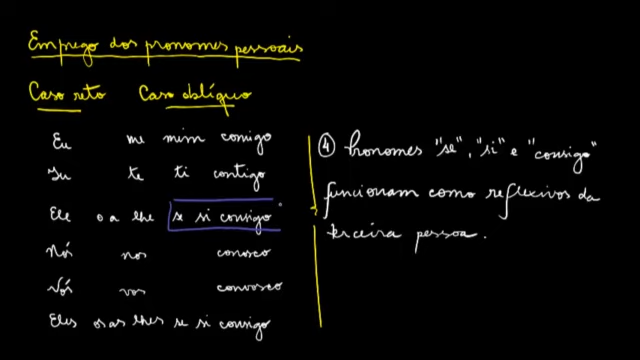 Emprego dos pronomes pessoais
Caso reto Caso oblíquo
Eu me mim comigo
Tu te ti contigo
Ele o a lhe se si consigo
Nós nos conosco
Vós vos convosco
Eles os as lhes se si consigo
④ Pronomes "se", "si" e "consigo"
funcionam como reflexivos da
terceira pessoa.